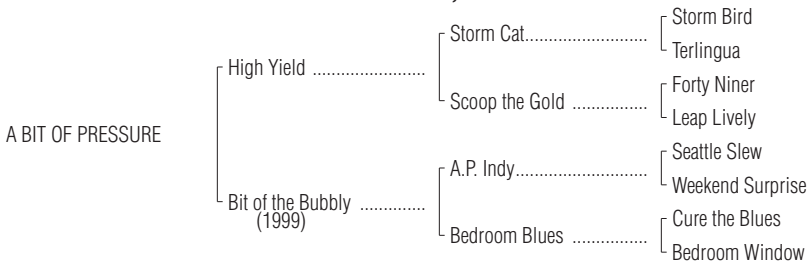 Storm Bird
Storm Cat..........................
Terlingua
High Yield ........................
Forty Niner
Scoop the Gold ................
Leap Lively
A BIT OF PRESSURE
Seattle Slew
A.P. Indy............................
Weekend Surprise
Bit of the Bubbly ..............
(1999)
Cure the Blues
Bedroom Blues ................
Bedroom Window